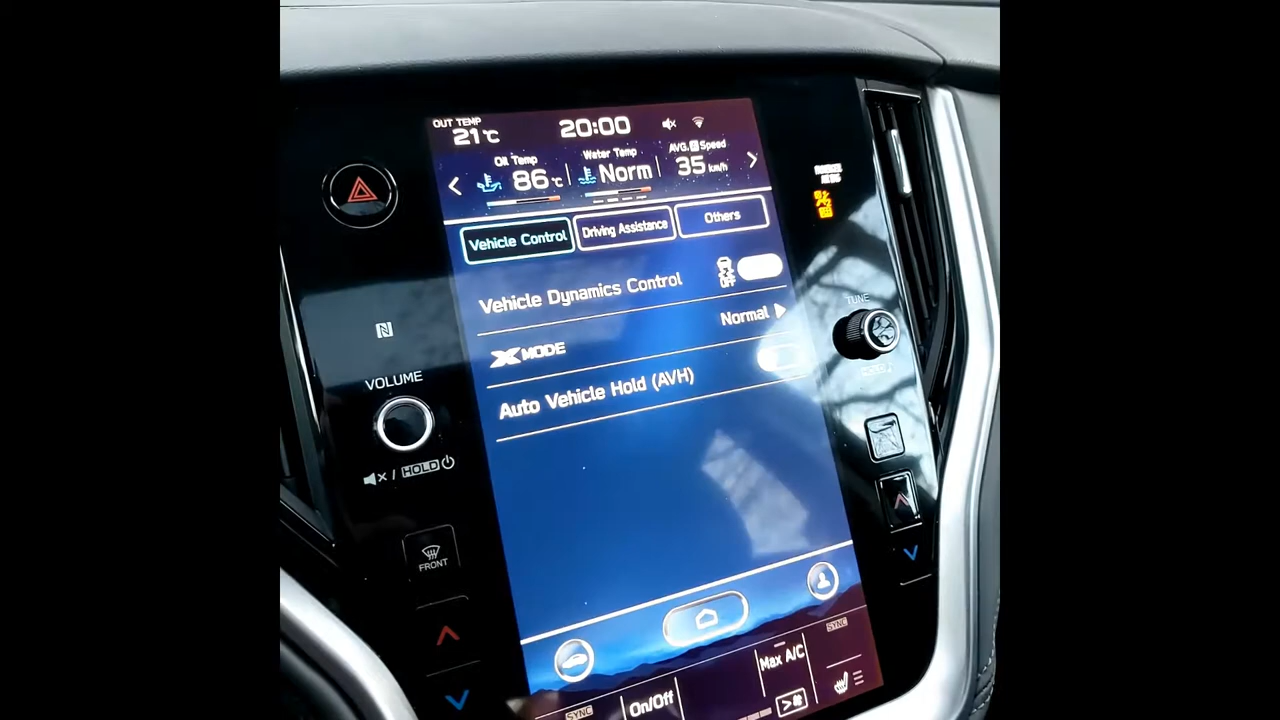 OUT TEMP
21°C
20:00
Oil Temp
86°C
Water Temp
Norm
AVG. Speed
35 km/h
Vehicle Control
Driving Assistance
Others
Vehicle Dynamics Control
OFF
X MODE
Normal
Auto Vehicle Hold (AVH)
N
VOLUME
/ HOLD
TUNE
FRONT
SYNC
On/Off
Max A/C
SYNC